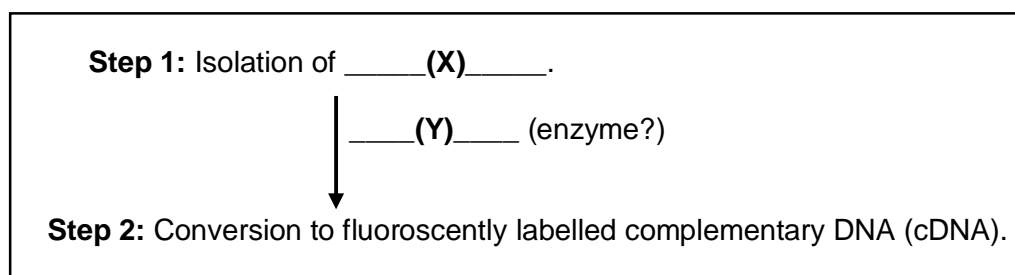 Step 1: Isolation of _____(X)_____.
____(Y)____ (enzyme?)
Step 2: Conversion to fluoroscently labelled complementary DNA (cDNA).